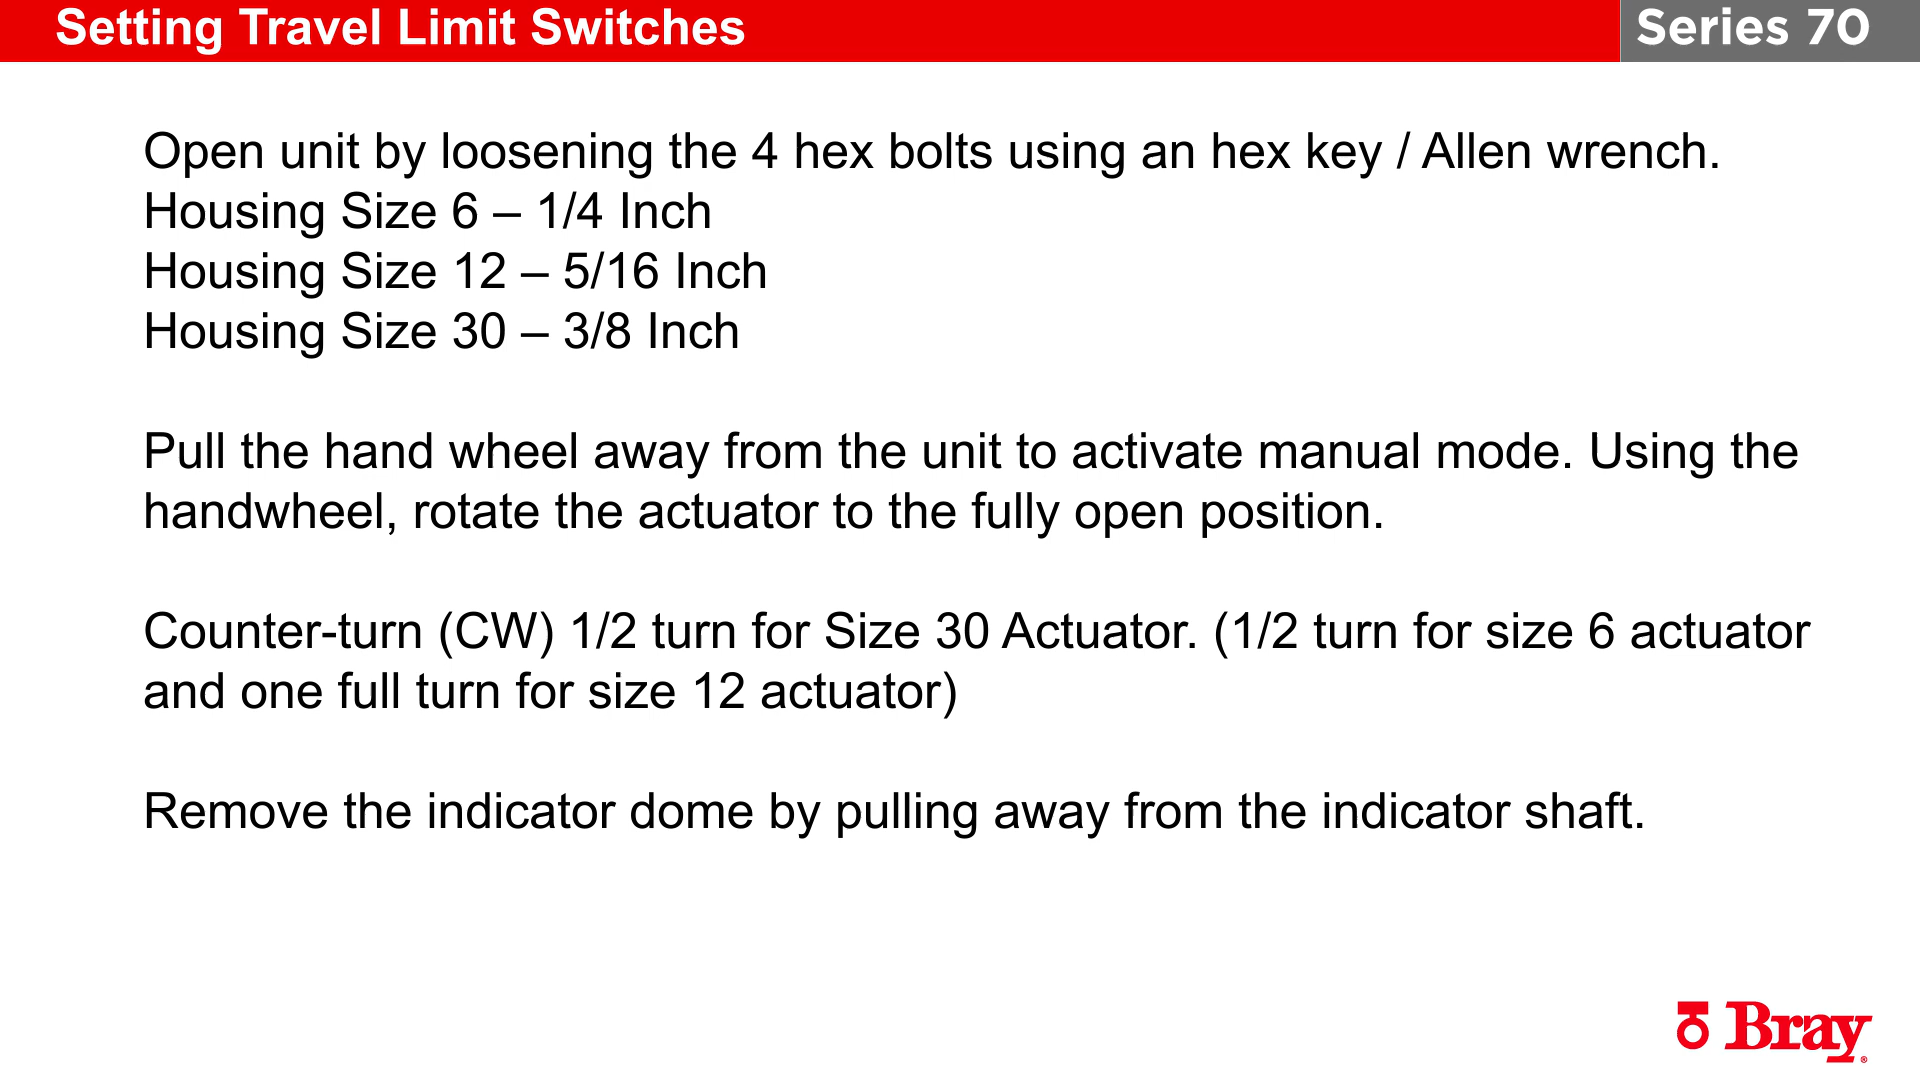 Setting Travel Limit Switches
Series 70
Open unit by loosening the 4 hex bolts using an hex key / Allen wrench.
Housing Size 6 – 1/4 Inch
Housing Size 12 – 5/16 Inch
Housing Size 30 – 3/8 Inch
Pull the hand wheel away from the unit to activate manual mode. Using the
handwheel, rotate the actuator to the fully open position.
Counter-turn (CW) 1/2 turn for Size 30 Actuator. (1/2 turn for size 6 actuator
and one full turn for size 12 actuator)
Remove the indicator dome by pulling away from the indicator shaft.
Bray®